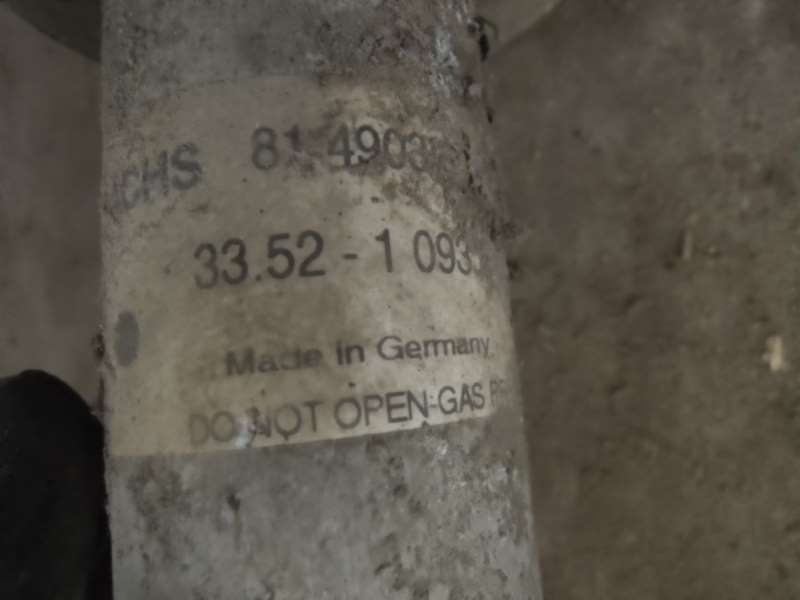 CHS 81 4903
33.52 - 1 093
Made in Germany
DO NOT OPEN-GAS